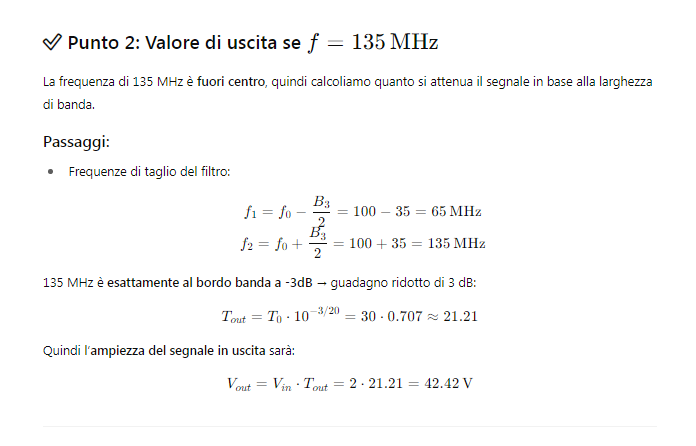 ✅ Punto 2: Valore di uscita se f = 135 MHz
La frequenza di 135 MHz è fuori centro, quindi calcoliamo quanto si attenua il segnale in base alla larghezza
di banda.
Passaggi:
• Frequenze di taglio del filtro:
f₁ = f₀ − B₃/2 = 100 − 35 = 65 MHz
f₂ = f₀ + B₃/2 = 100 + 35 = 135 MHz
135 MHz è esattamente al bordo banda a -3dB → guadagno ridotto di 3 dB:
T_out = T₀ · 10^(−3/20) = 30 · 0.707 ≈ 21.21
Quindi l’ampiezza del segnale in uscita sarà:
V_out = V_in · T_out = 2 · 21.21 = 42.42 V